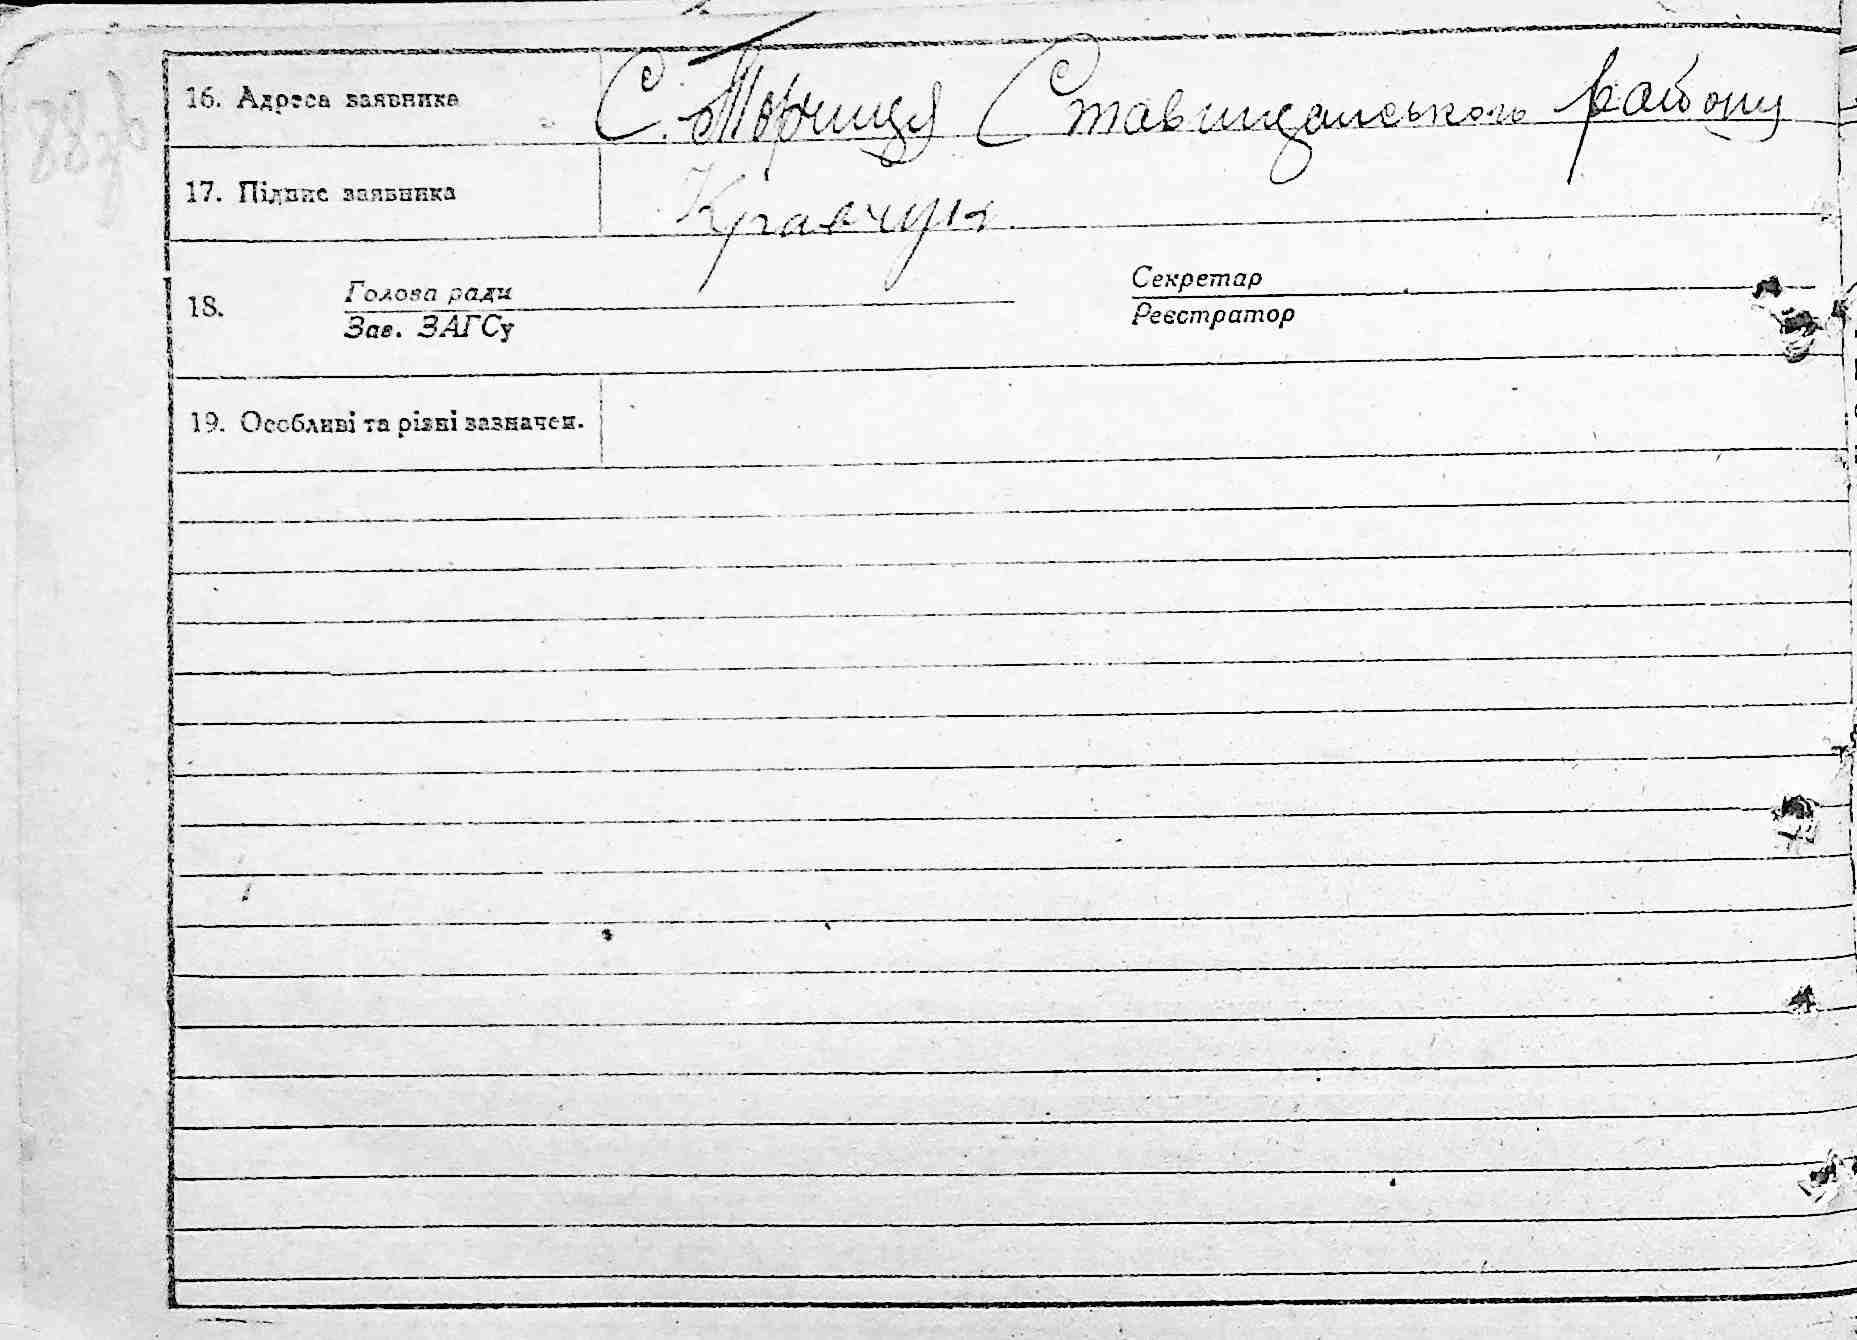 88зв
16. Адреса заявника С. Торчиця Ставищанського району
17. Підпис заявника Кравчук
18. Голова ради Секретар
Зав. ЗАГСу Реєстратор
19. Особливі та різні зазначен.